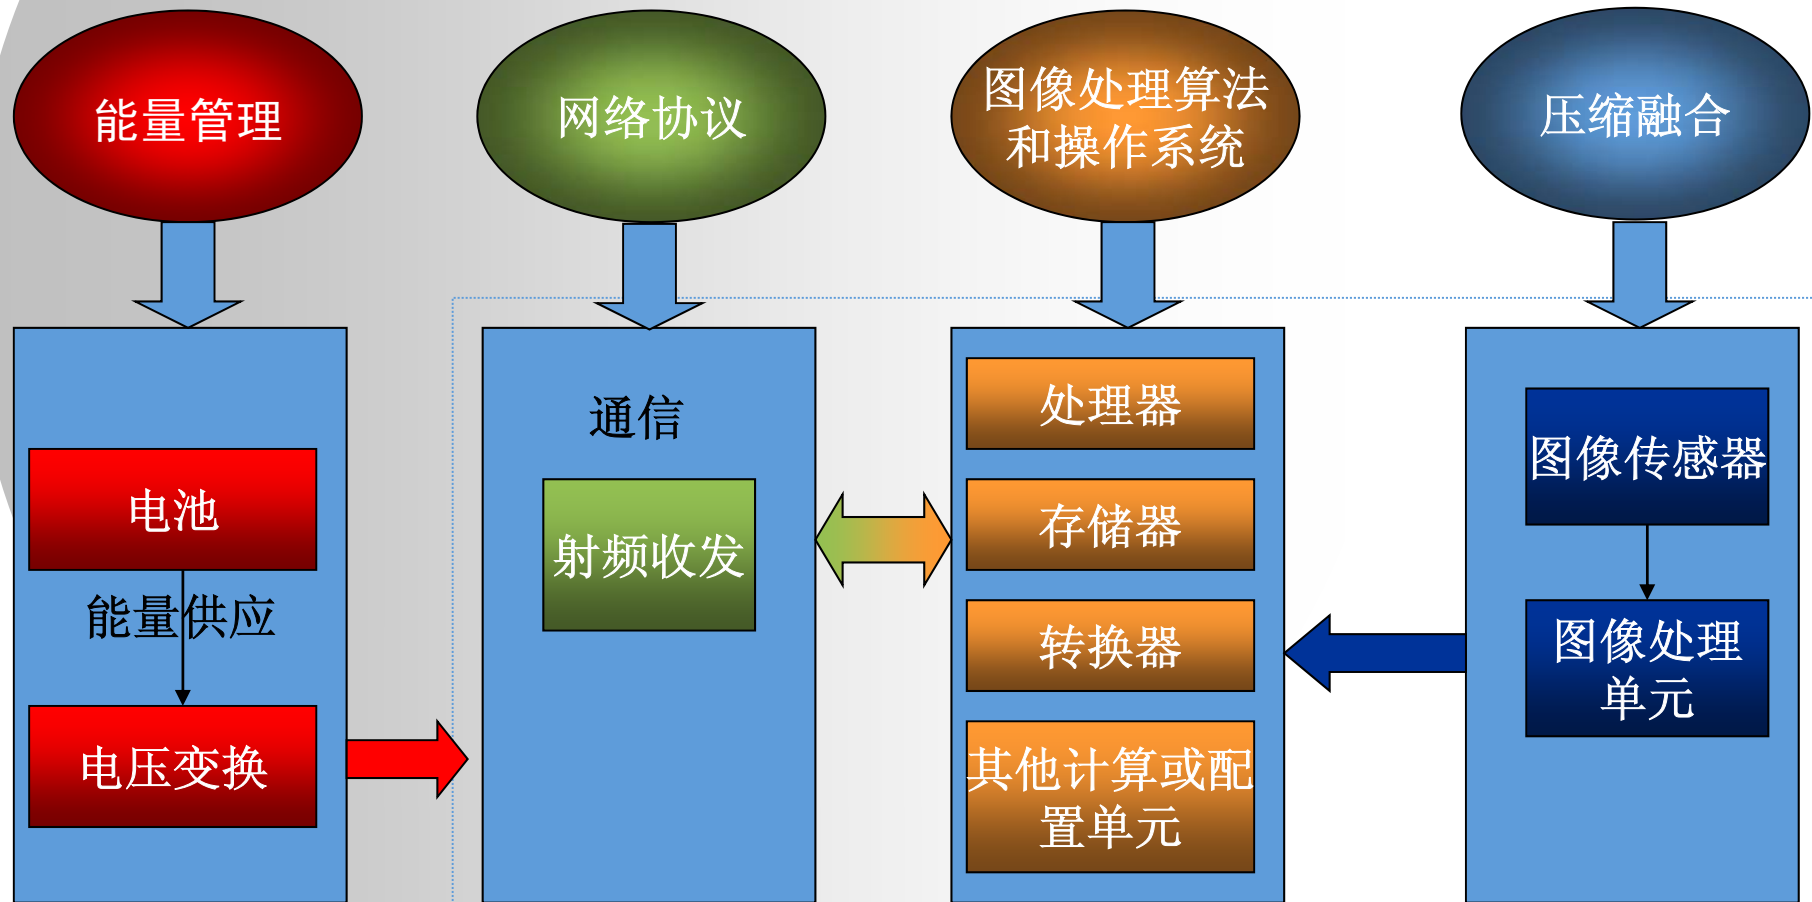 能量管理
网络协议
图像处理算法
和操作系统
压缩融合
通信
处理器
图像传感器
电池
存储器
射频收发
能量供应
转换器
图像处理
单元
电压变换
其他计算或配
置单元